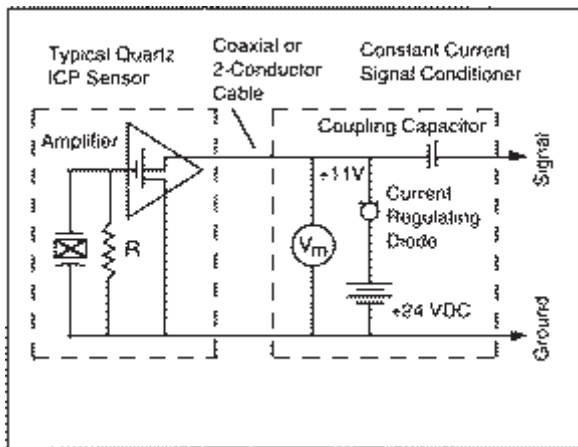 Typical Quartz
ICP Sensor
Coaxial or
2-Conductor
Cable
Constant Current
Signal Conditioner
Coupling Capacitor
Signal
Amplifier
+11V
Current
Regulating
Diode
R
Vm
+24 VDC
Ground